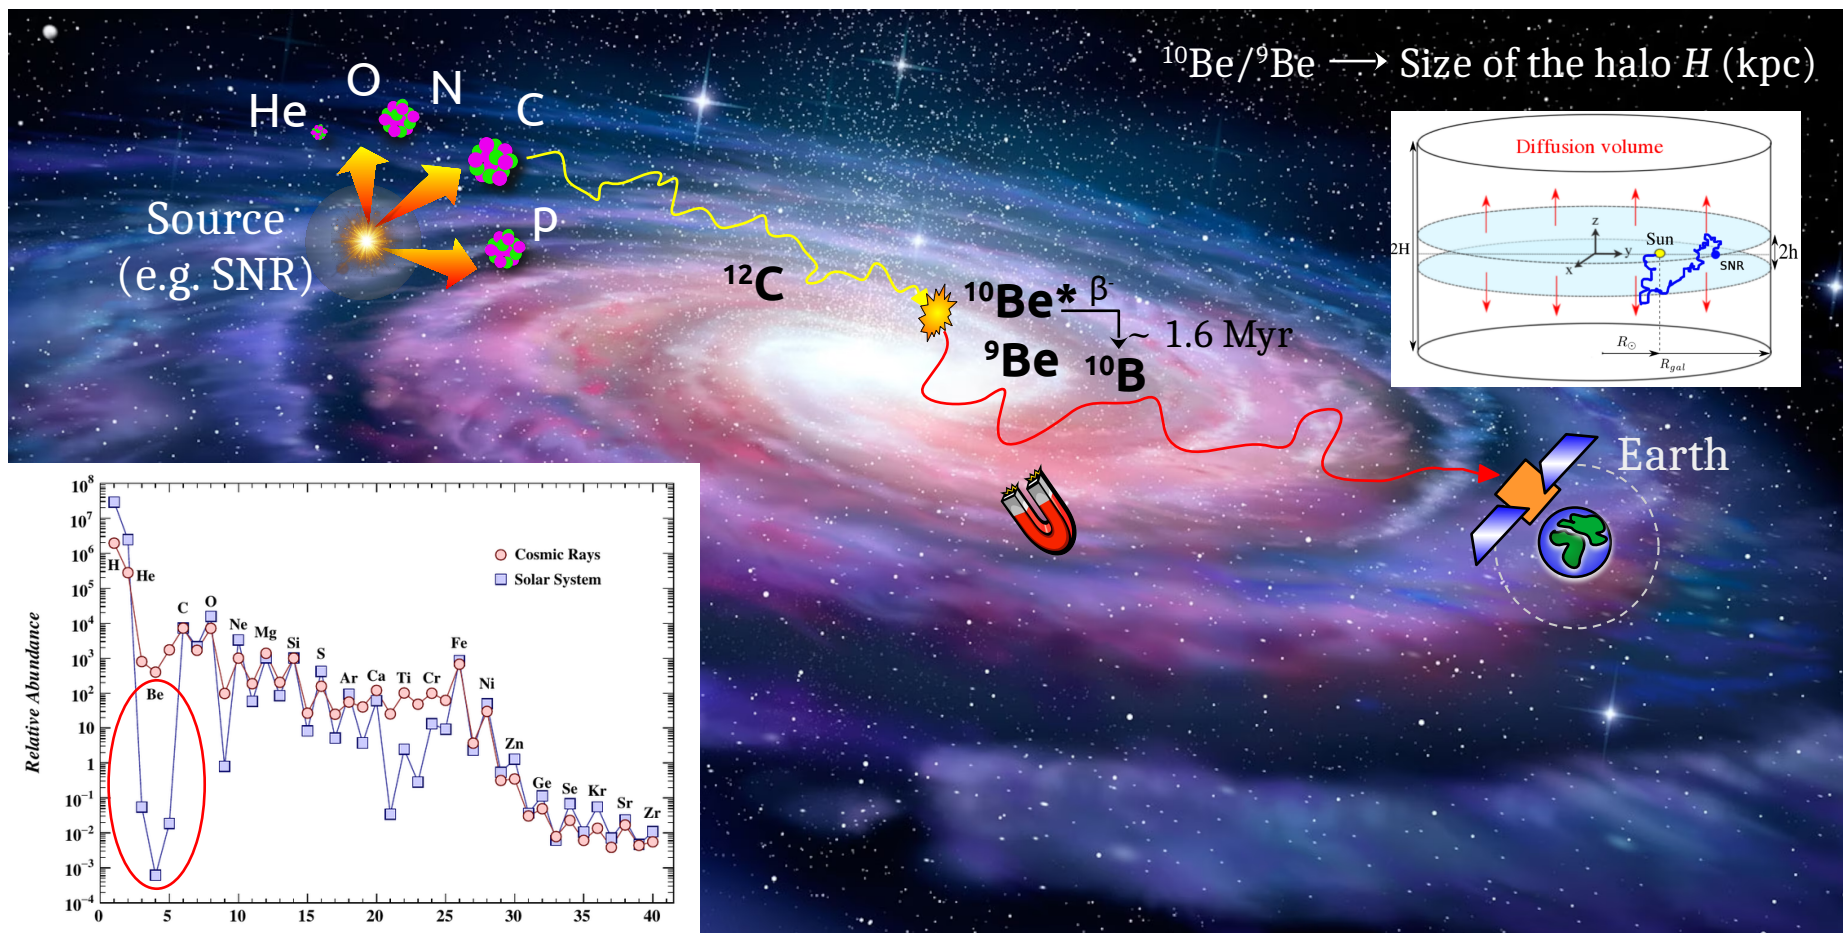 ¹⁰Be/⁹Be ⟶ Size of the halo H (kpc)
O
N
He
C
Source
(e.g. SNR)
p
¹²C
¹⁰Be*
β⁻
~ 1.6 Myr
⁹Be
¹⁰B
Earth
Diffusion volume
2H
z
y
x
Sun
SNR
2h
R☉
R_gal
Relative Abundance
10⁸
10⁷
10⁶
10⁵
10⁴
10³
10²
10
1
10⁻¹
10⁻²
10⁻³
10⁻⁴
0
5
10
15
20
25
30
35
40
Cosmic Rays
Solar System
H
He
Be
C
O
Ne
Mg
Si
S
Ar
Ca
Ti
Cr
Fe
Ni
Zn
Ge
Se
Kr
Sr
Zr